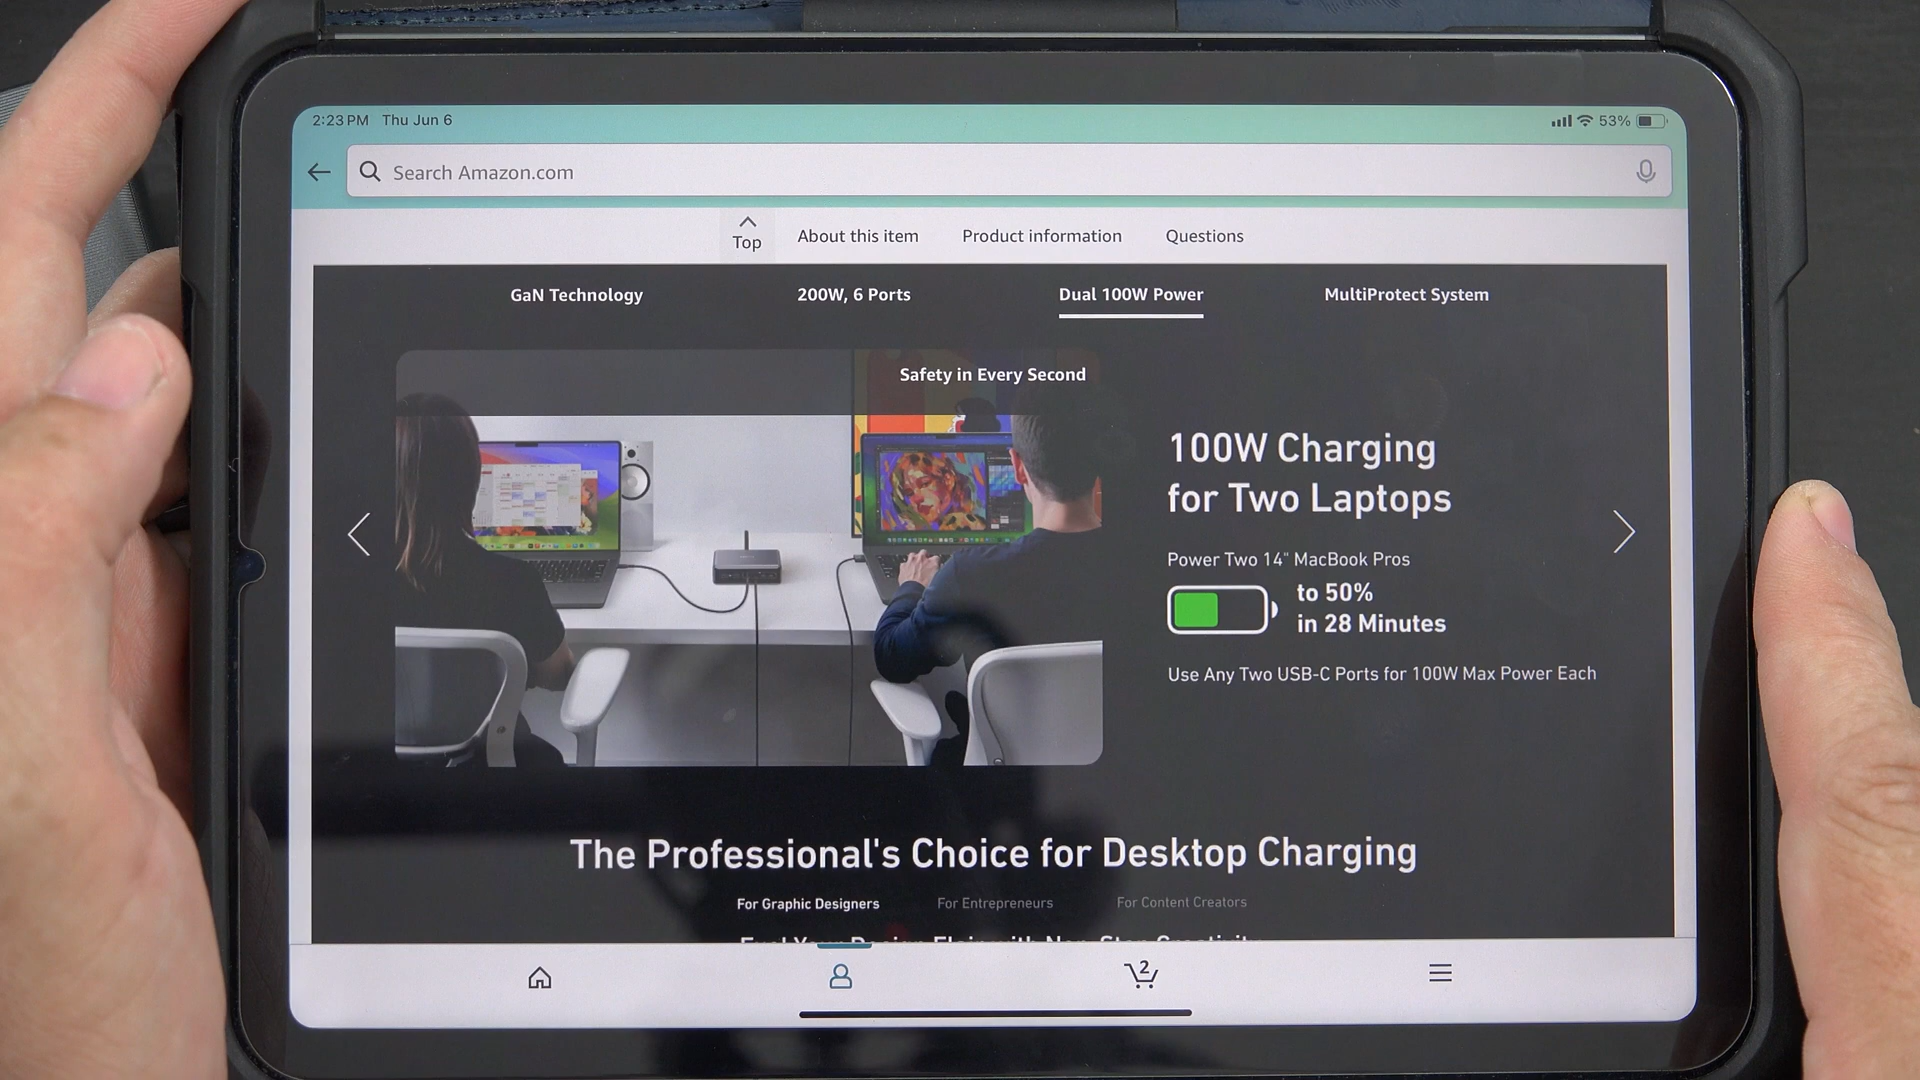 2:23 PM Thu Jun 6
53%
Search Amazon.com
Top
About this item
Product information
Questions
GaN Technology
200W, 6 Ports
Dual 100W Power
MultiProtect System
Safety in Every Second
100W Charging
for Two Laptops
Power Two 14" MacBook Pros
to 50%
in 28 Minutes
Use Any Two USB-C Ports for 100W Max Power Each
The Professional's Choice for Desktop Charging
For Graphic Designers
For Entrepreneurs
For Content Creators
2